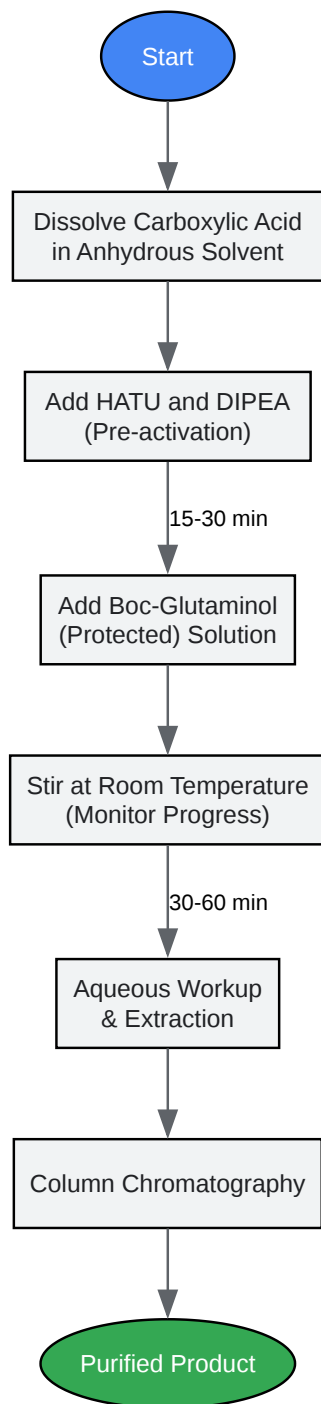 Start
Dissolve Carboxylic Acid
in Anhydrous Solvent
Add HATU and DIPEA
(Pre-activation)
15-30 min
Add Boc-Glutaminol
(Protected) Solution
Stir at Room Temperature
(Monitor Progress)
30-60 min
Aqueous Workup
& Extraction
Column Chromatography
Purified Product